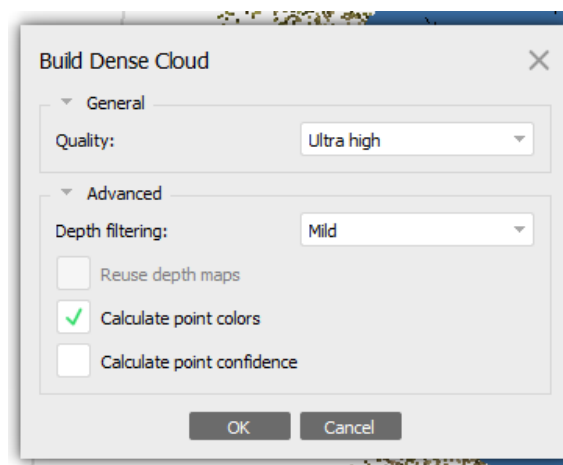 Build Dense Cloud
General
Quality: Ultra high
Advanced
Depth filtering: Mild
Reuse depth maps
Calculate point colors
Calculate point confidence
OK Cancel